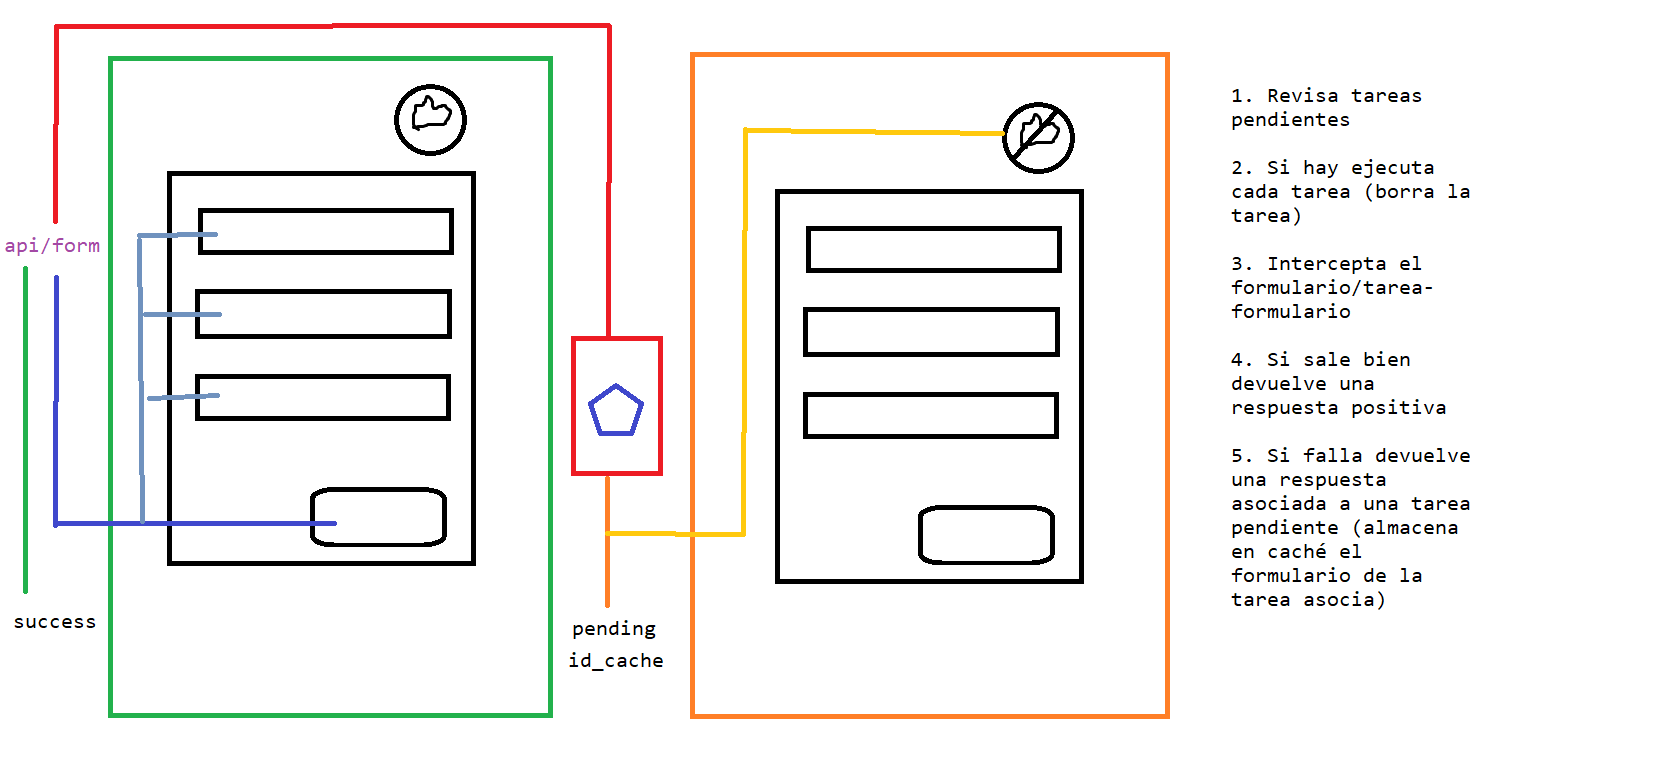 api/form
success
pending
id_cache
1. Revisa tareas
pendientes
2. Si hay ejecuta
cada tarea (borra la
tarea)
3. Intercepta el
formulario/tarea-
formulario
4. Si sale bien
devuelve una
respuesta positiva
5. Si falla devuelve
una respuesta
asociada a una tarea
pendiente (almacena
en caché el
formulario de la
tarea asocia)